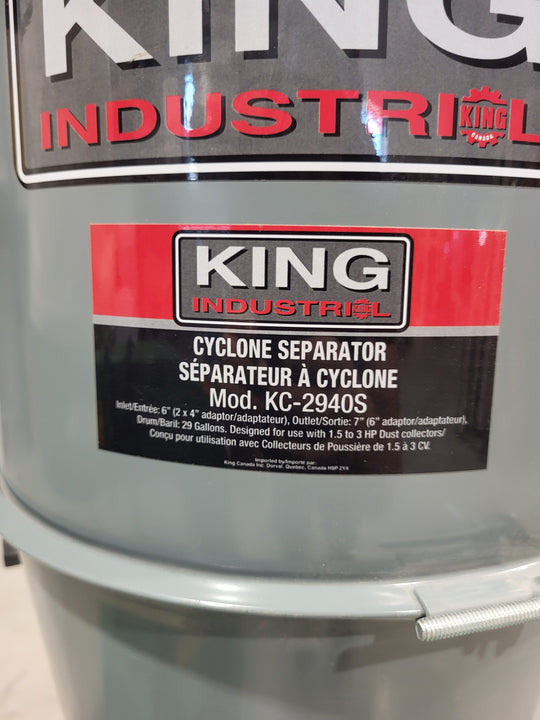 KING
INDUSTRIAL
KING
CANADA
KING
INDUSTRIAL
CYCLONE SEPARATOR
SÉPARATEUR À CYCLONE
Mod. KC-2940S
Inlet/Entrée: 6" (2 x 4" adaptor/adaptateur), Outlet/Sortie: 7" (6" adaptor/adaptateur),
Drum/Baril: 29 Gallons. Designed for use with 1.5 to 3 HP Dust collectors/
Conçu pour utilisation avec Collecteurs de Poussière de 1.5 à 3 CV.
Imported by/Importé par:
King Canada Inc. Dorval, Quebec, Canada H9P 2Y4